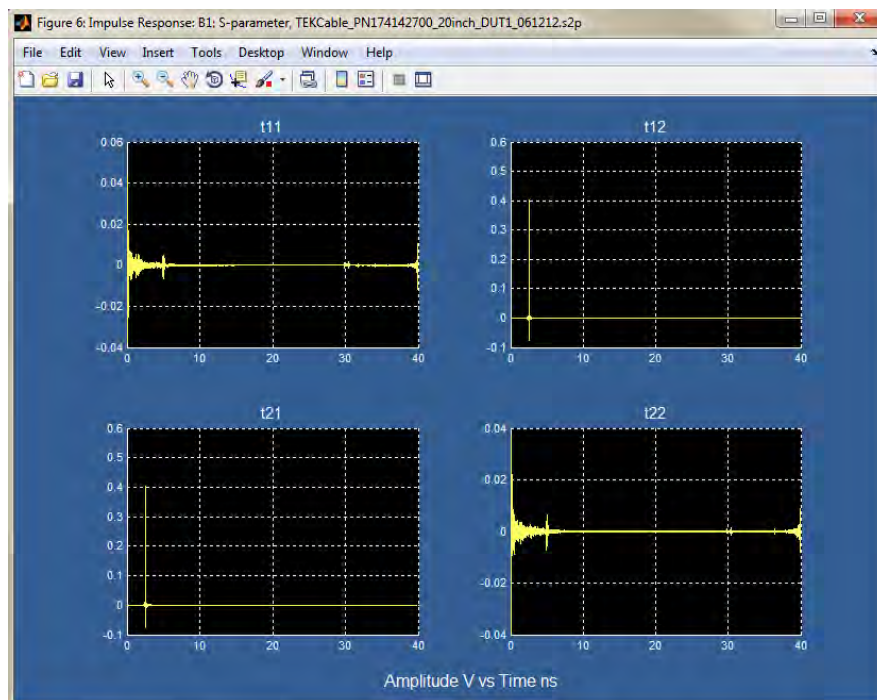 Figure 6: Impulse Response: B1: S-parameter, TEKCable_PN174142700_20inch_DUT1_061212.s2p
File Edit View Insert Tools Desktop Window Help
t11
0.06
0.04
0.02
0
-0.02
-0.04
0 10 20 30 40
t12
0.6
0.5
0.4
0.3
0.2
0.1
0
-0.1
0 10 20 30 40
t21
0.6
0.5
0.4
0.3
0.2
0.1
0
-0.1
0 10 20 30 40
t22
0.04
0.02
0
-0.02
-0.04
0 10 20 30 40
Amplitude V vs Time ns